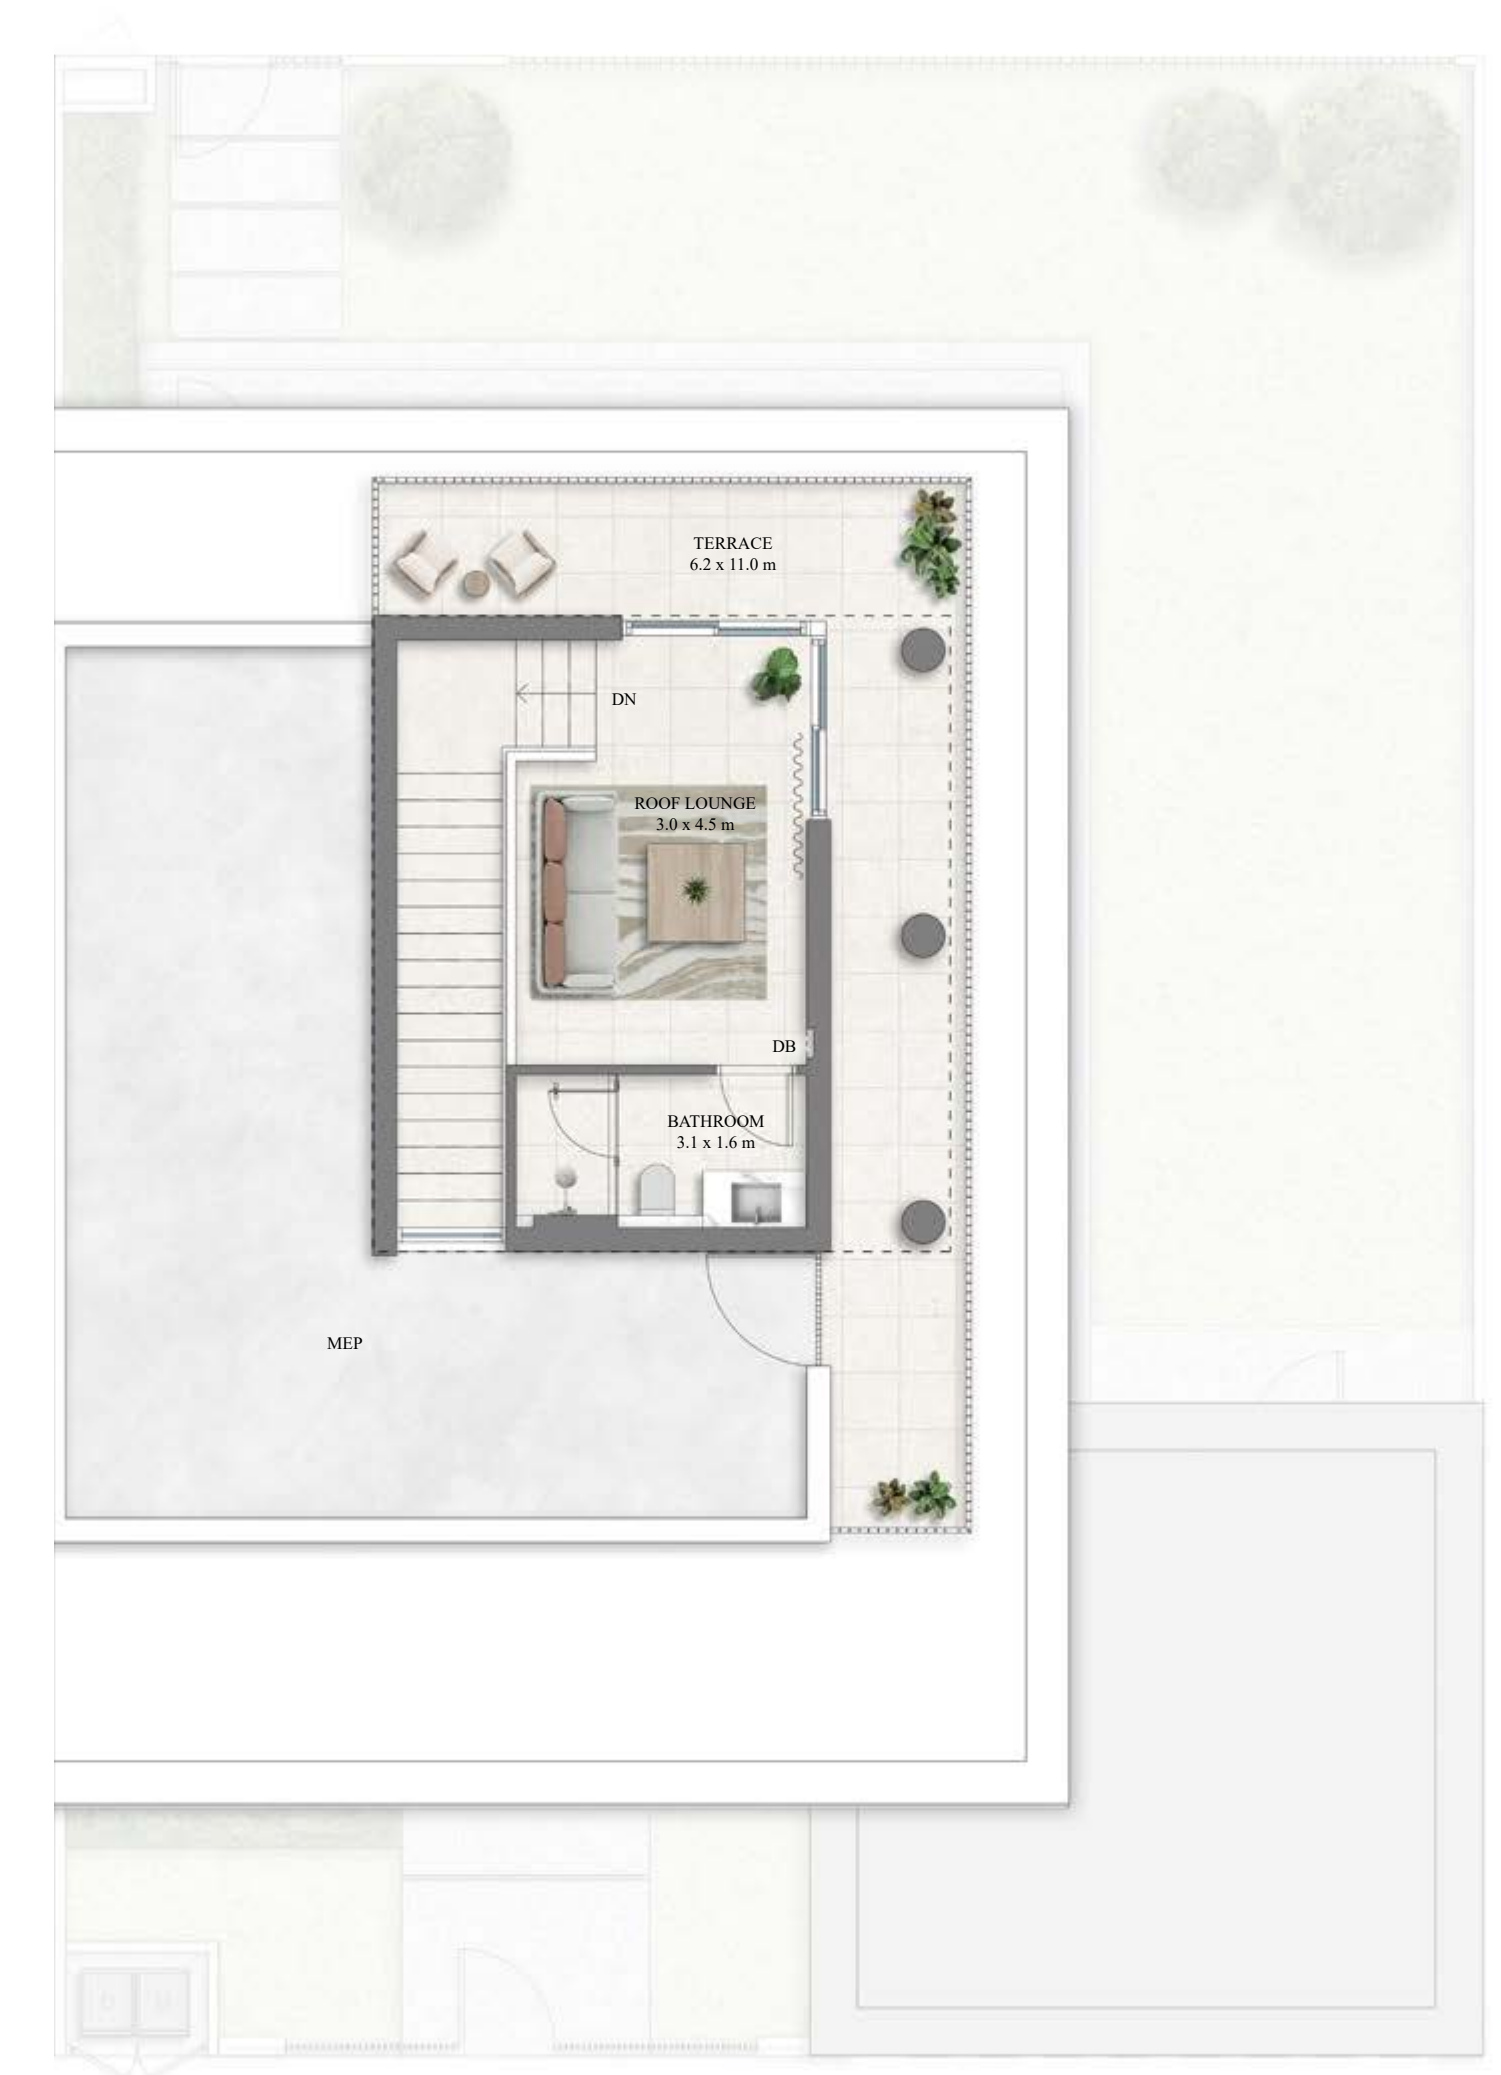 TERRACE
6.2 x 11.0 m
DN
ROOF LOUNGE
3.0 x 4.5 m
DB
BATHROOM
3.1 x 1.6 m
MEP